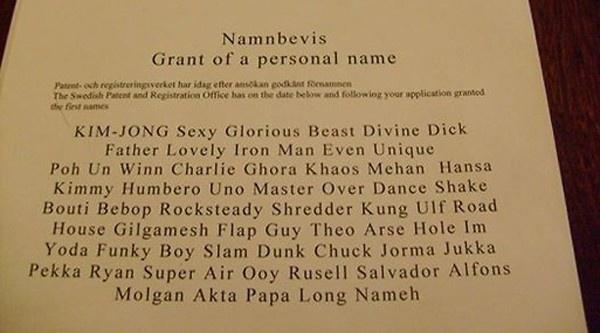 Namnbevis
Grant of a personal name
Patent- och registreringsverket har idag efter ansökan godkänt förnamnen
The Swedish Patent and Registration Office has on the date below and following your application granted
the first names
KIM-JONG Sexy Glorious Beast Divine Dick
Father Lovely Iron Man Even Unique
Poh Un Winn Charlie Ghora Khaos Mehan Hansa
Kimmy Humbero Uno Master Over Dance Shake
Bouti Bebop Rocksteady Shredder Kung Ulf Road
House Gilgamesh Flap Guy Theo Arse Hole Im
Yoda Funky Boy Slam Dunk Chuck Jorma Jukka
Pekka Ryan Super Air Ooy Rusell Salvador Alfons
Molgan Akta Papa Long Nameh